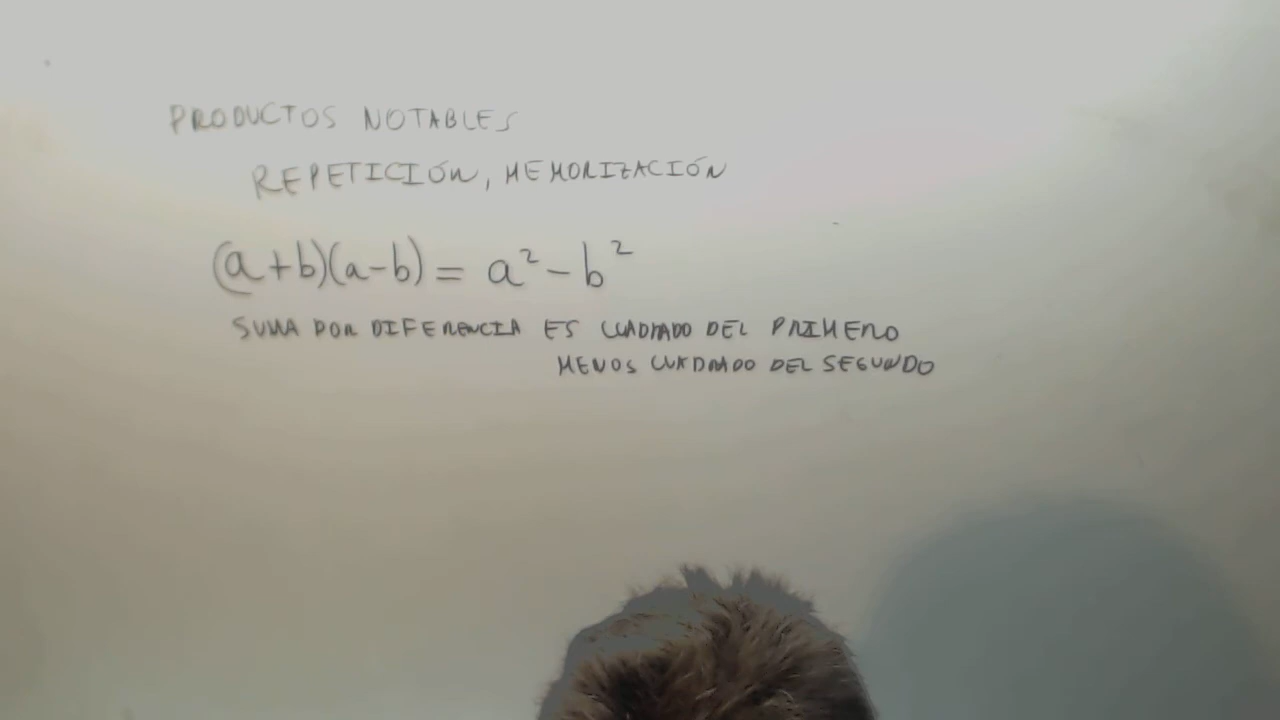 PRODUCTOS NOTABLES
REPETICIÓN, MEMORIZACIÓN
(a+b)(a-b) = a² - b²
SUMA POR DIFERENCIA ES CUADRADO DEL PRIMERO
MENOS CUADRADO DEL SEGUNDO